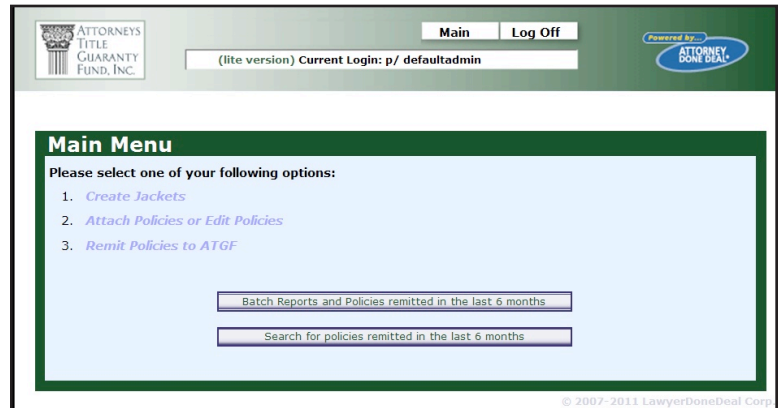 ATTORNEYS
TITLE
GUARANTY
FUND, INC.
Main Log Off
(lite version) Current Login: p/ defaultadmin
Powered by...
ATTORNEY
DONE DEAL
Main Menu
Please select one of your following options:
1. Create Jackets
2. Attach Policies or Edit Policies
3. Remit Policies to ATGF
Batch Reports and Policies remitted in the last 6 months
Search for policies remitted in the last 6 months
© 2007-2011 LawyerDoneDeal Corp.